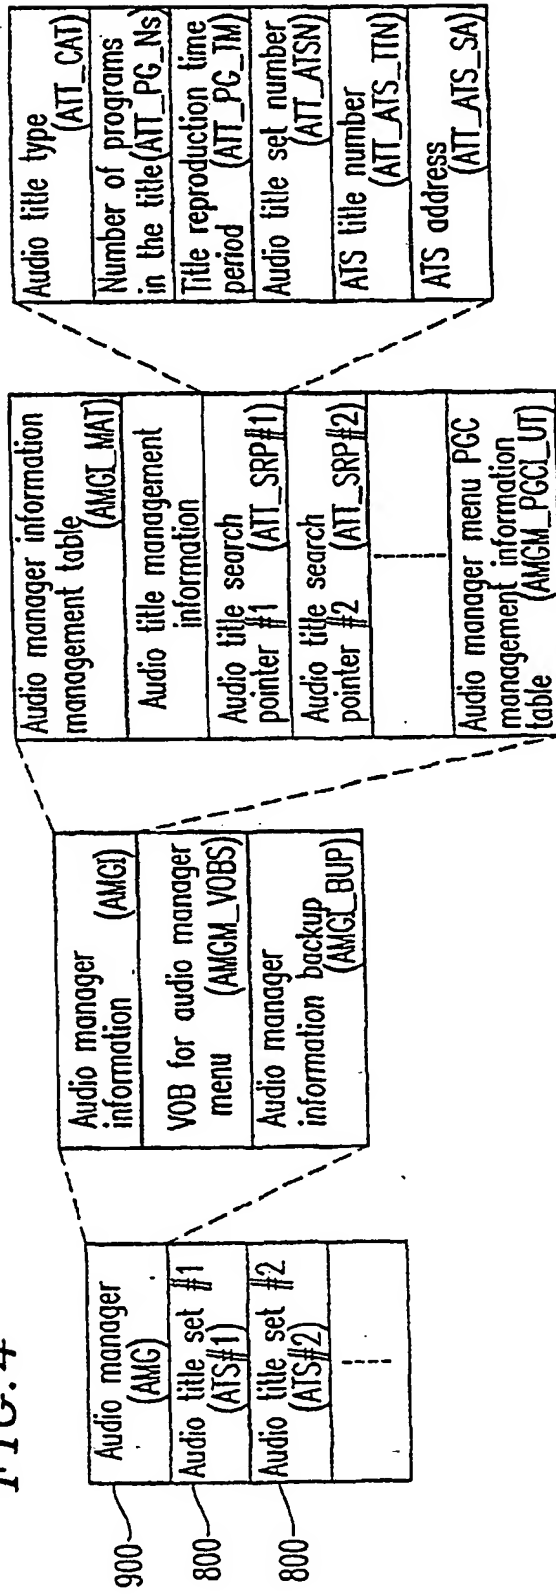 FIG. 4
900
800
800
Audio manager
(AMG)
Audio title set #1
(ATS#1)
Audio title set #2
(ATS#2)
Audio manager
information (AMGI)
VOB for audio manager
menu (AMGM_VOBS)
Audio manager
information backup
(AMGI_BUP)
Audio manager information
management table
(AMGI_MAT)
Audio title management
information
Audio title search
pointer #1 (ATT_SRP#1)
Audio title search
pointer #2 (ATT_SRP#2)
Audio manager menu PGC
management information
table (AMGM_PGCI_UT)
Audio title type
(ATT_CAT)
Number of programs
in the title(ATT_PG_Ns)
Title reproduction time
period (ATT_PG_TM)
Audio title set number
(ATT_ATSN)
ATS title number
(ATT_ATS_TTN)
ATS address
(ATT_ATS_SA)